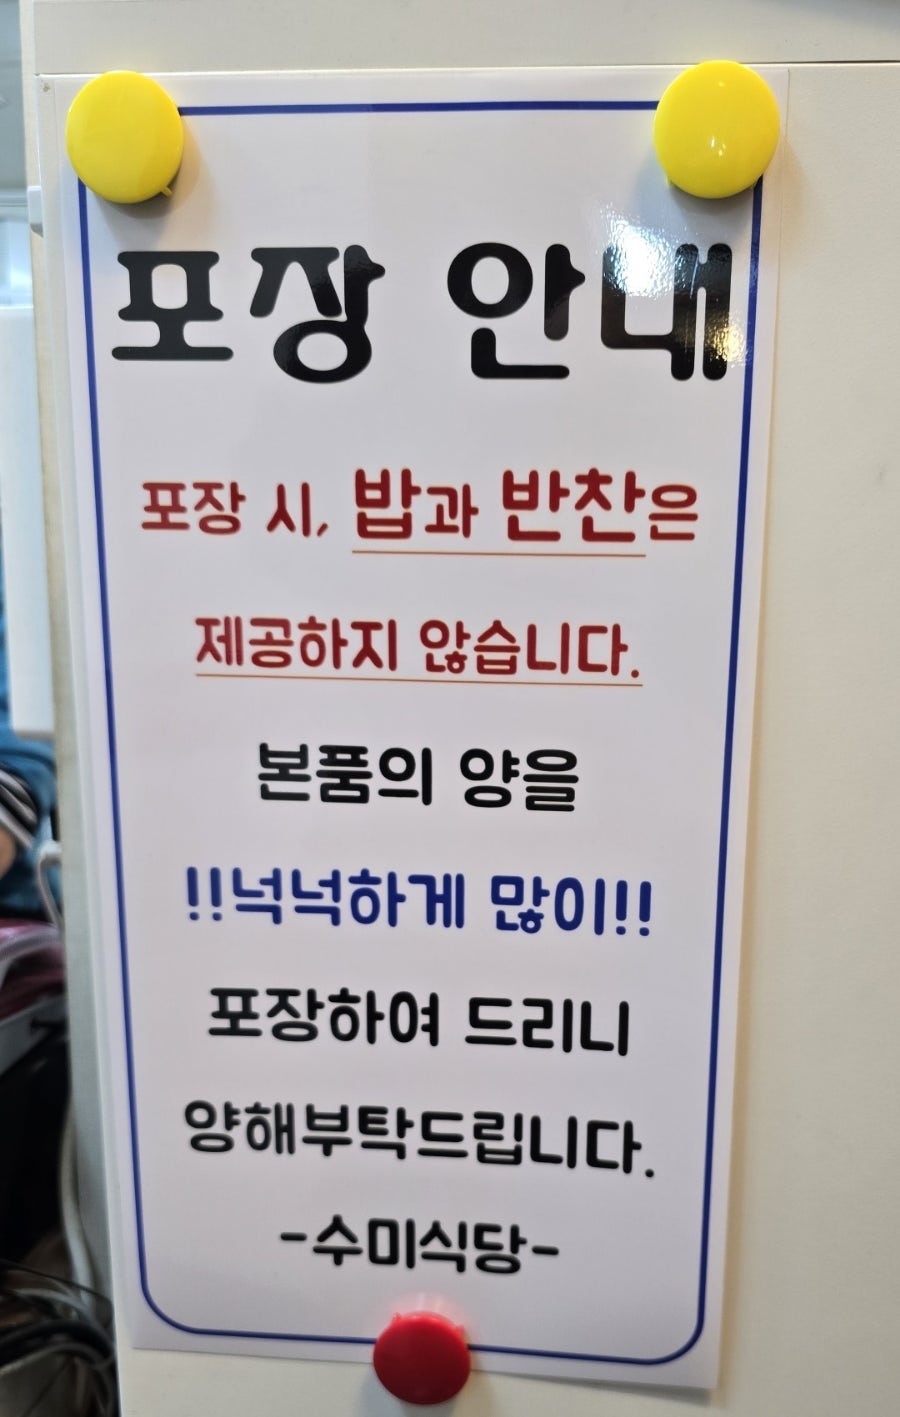 포장 안내
포장 시, 밥과 반찬은
제공하지 않습니다.
본품의 양을
!!넉넉하게 많이!!
포장하여 드리니
양해부탁드립니다.
-수미식당-